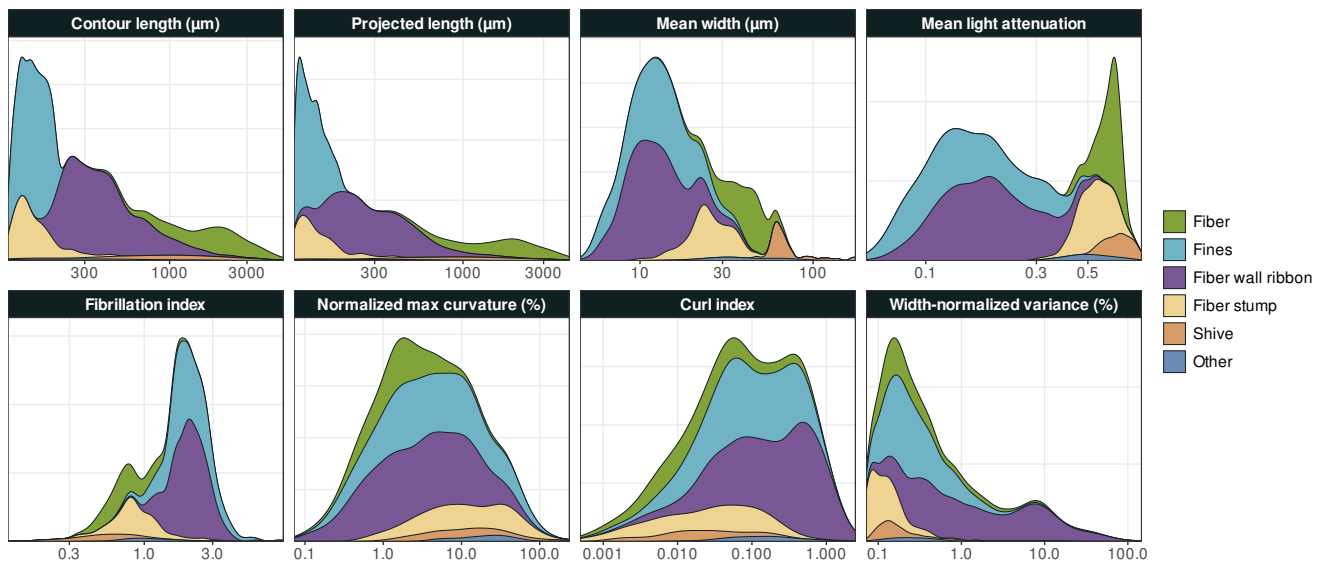 Contour length (µm) Projected length (µm) Mean width (µm) Mean light attenuation
300 1000 3000 300 1000 3000 10 30 100 0.1 0.3 0.5
Fiber
Fines
Fiber wall ribbon
Fiber stump
Shive
Other
Fibrillation index Normalized max curvature (%) Curl index Width-normalized variance (%)
0.3 1.0 3.0 0.1 1.0 10.0 100.0 0.001 0.010 0.100 1.000 0.1 1.0 10.0 100.0